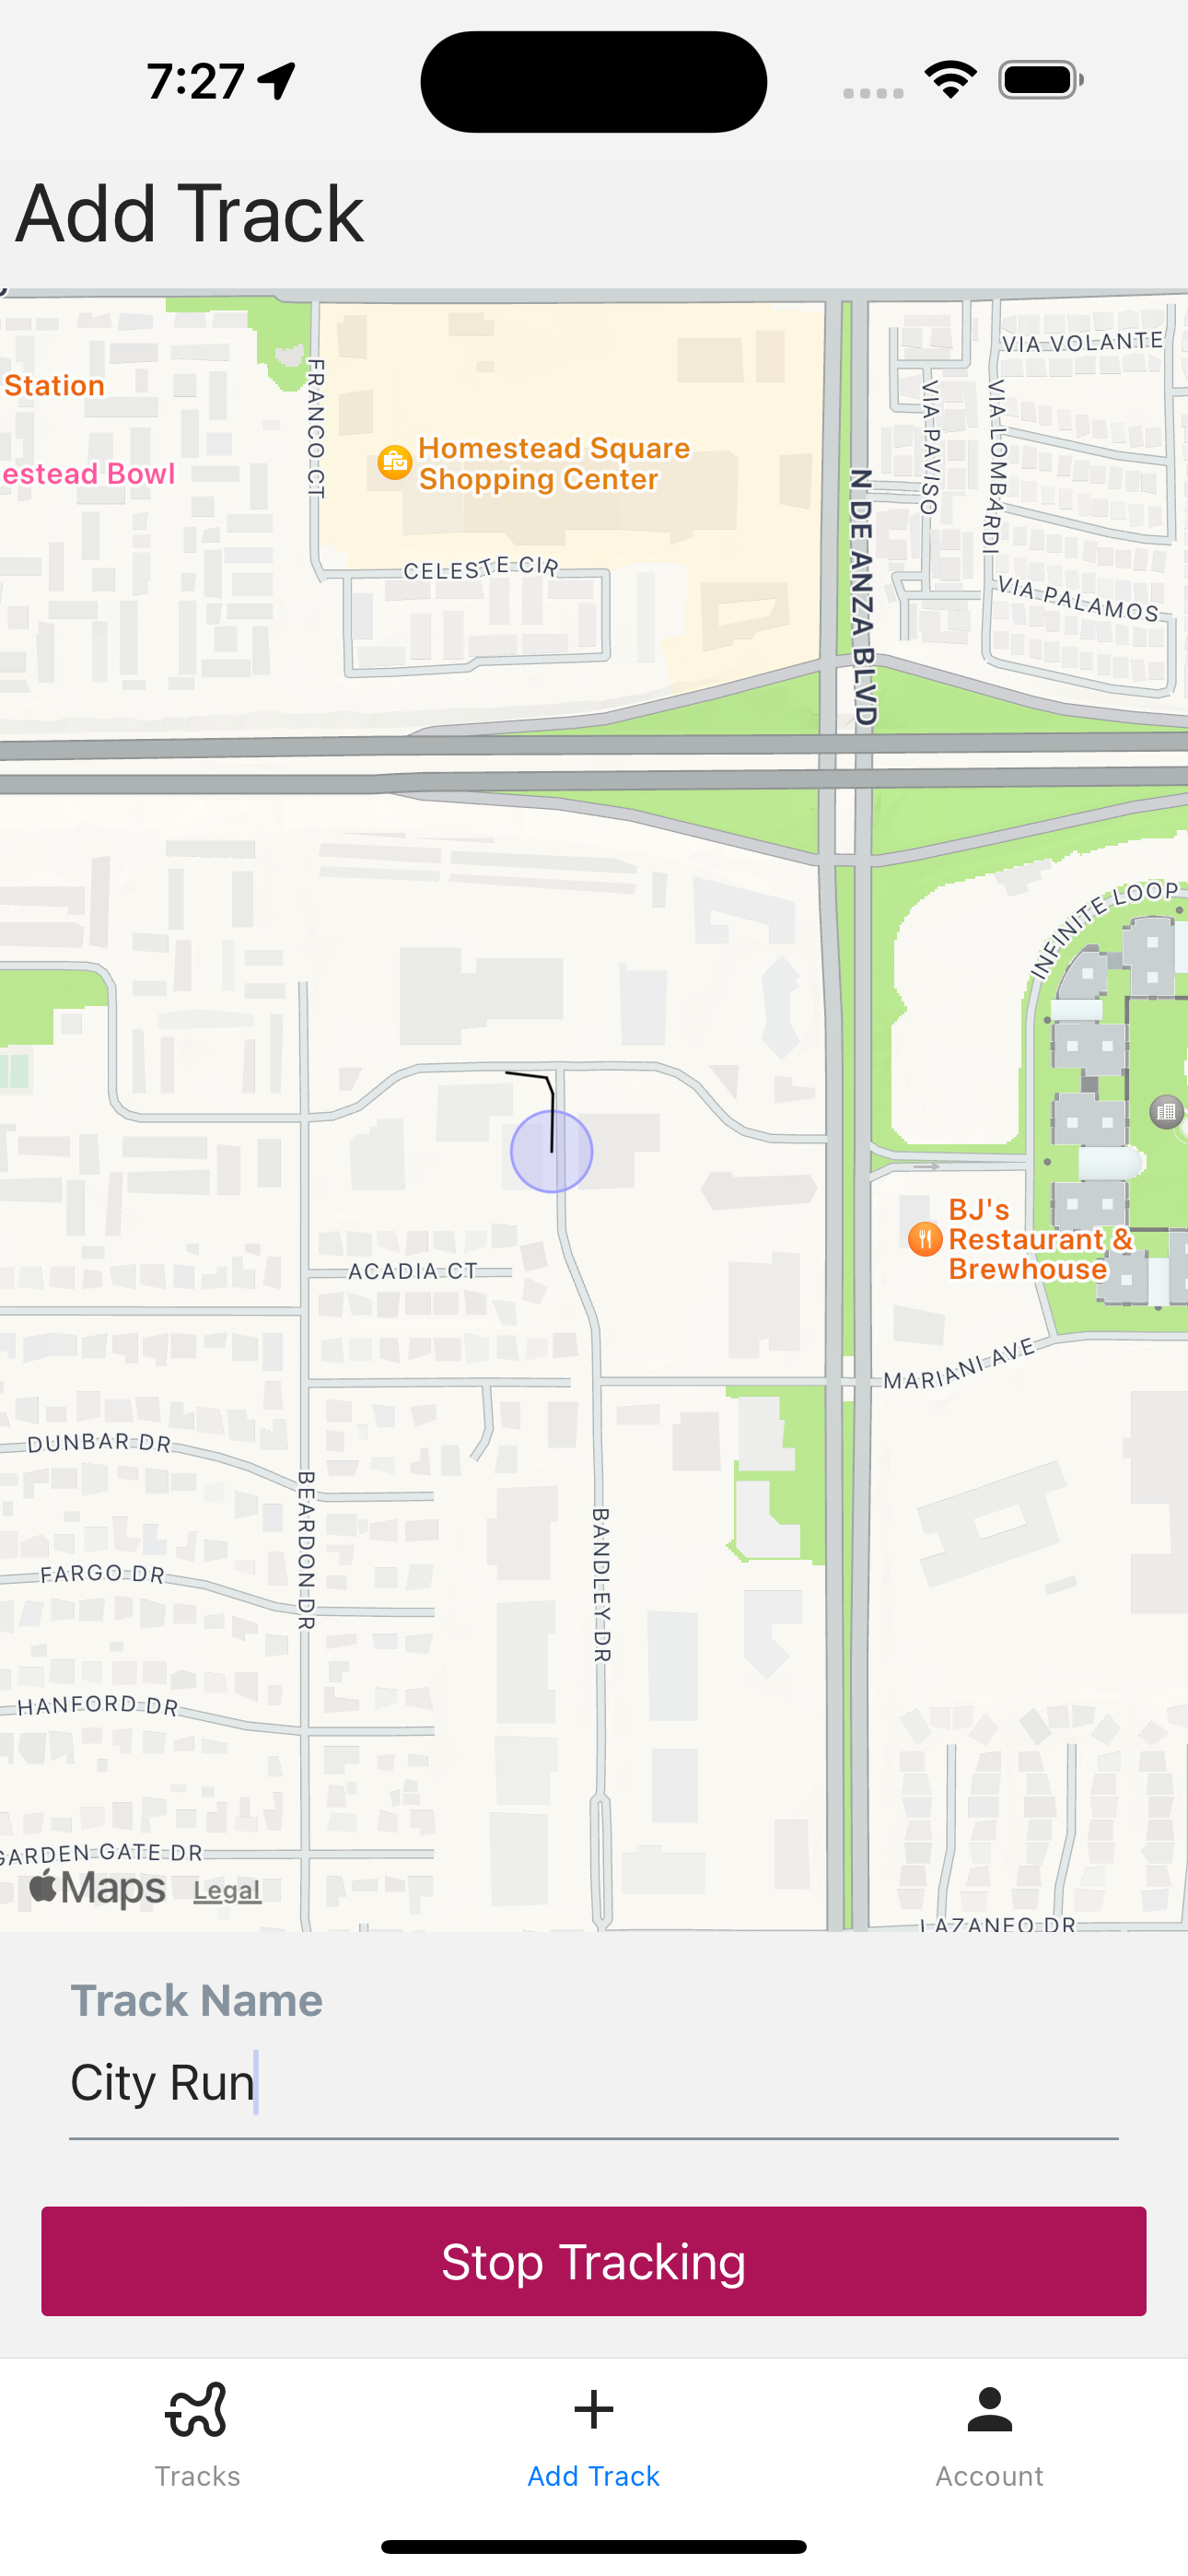 7:27
Add Track
VIA VOLANTE
Station
FRANCO CT
VIA PAVISO
VIA LOMBARDI
Homestead Square
Shopping Center
estead Bowl
N DE ANZA BLVD
CELESTE CIR
VIA PALAMOS
INFINITE LOOP
BJ's
Restaurant &
Brewhouse
ACADIA CT
MARIANI AVE
DUNBAR DR
BEARDON DR
BANDLEY DR
FARGO DR
HANFORD DR
GARDEN GATE DR
Maps Legal
LAZANEO DR
Track Name
City Run
Stop Tracking
Tracks
Add Track
Account